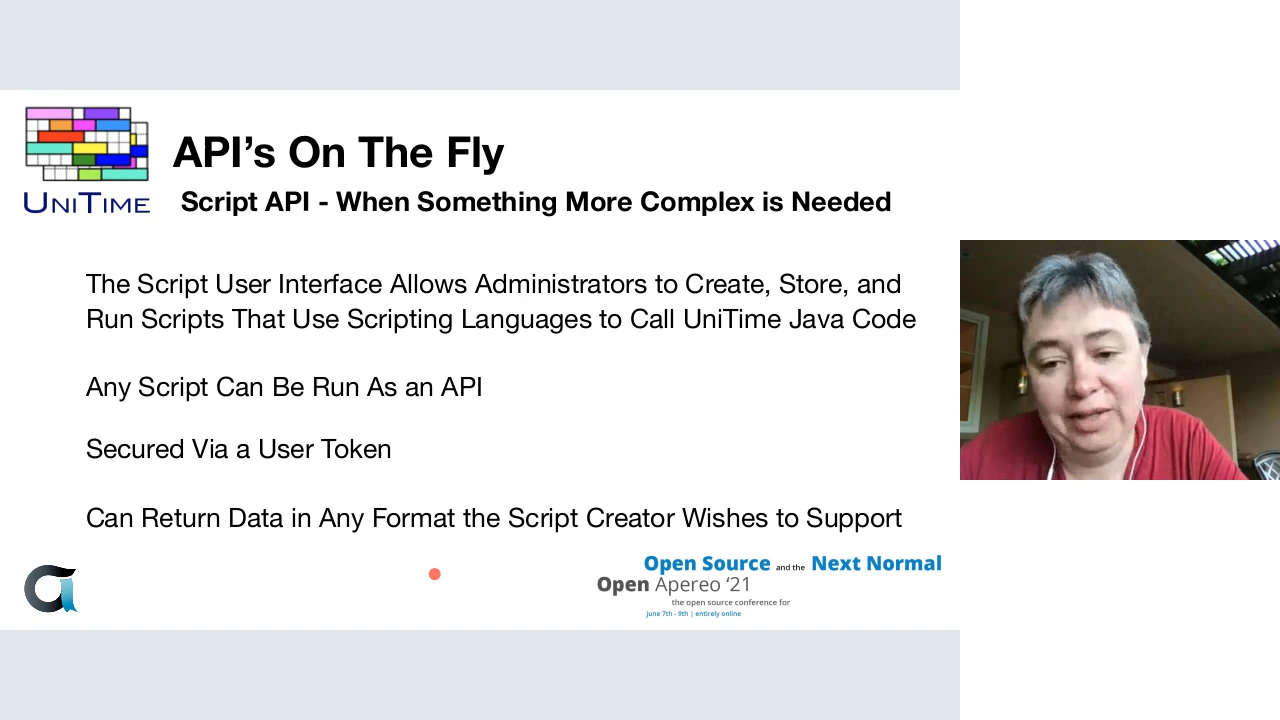 UNITIME
API’s On The Fly
Script API - When Something More Complex is Needed
The Script User Interface Allows Administrators to Create, Store, and
Run Scripts That Use Scripting Languages to Call UniTime Java Code
Any Script Can Be Run As an API
Secured Via a User Token
Can Return Data in Any Format the Script Creator Wishes to Support
Open Source and the Next Normal
Open Apereo ‘21
the open source conference for
june 7th - 9th | entirely online